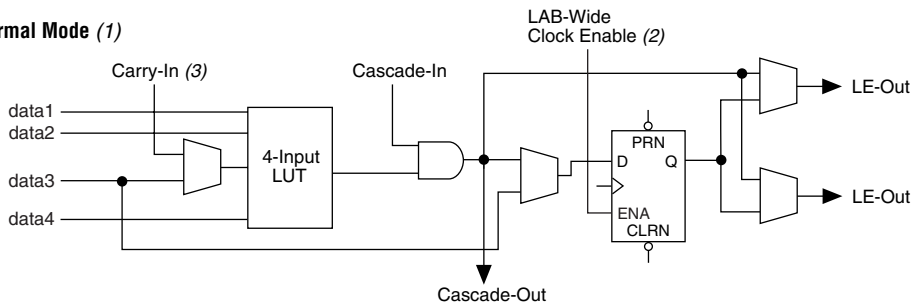 rmal Mode (1)
LAB-Wide
Clock Enable (2)
Carry-In (3)
Cascade-In
data1
data2
data3
data4
4-Input
LUT
PRN
D
Q
ENA
CLRN
LE-Out
LE-Out
Cascade-Out